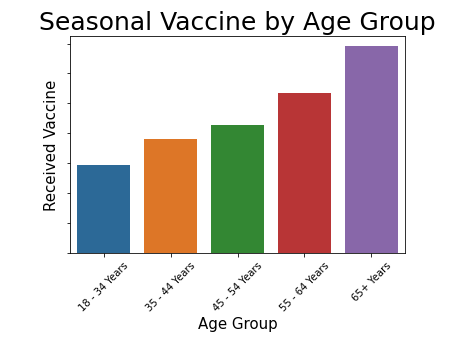 Seasonal Vaccine by Age Group
Received Vaccine
18 - 34 Years
35 - 44 Years
45 - 54 Years
55 - 64 Years
65+ Years
Age Group